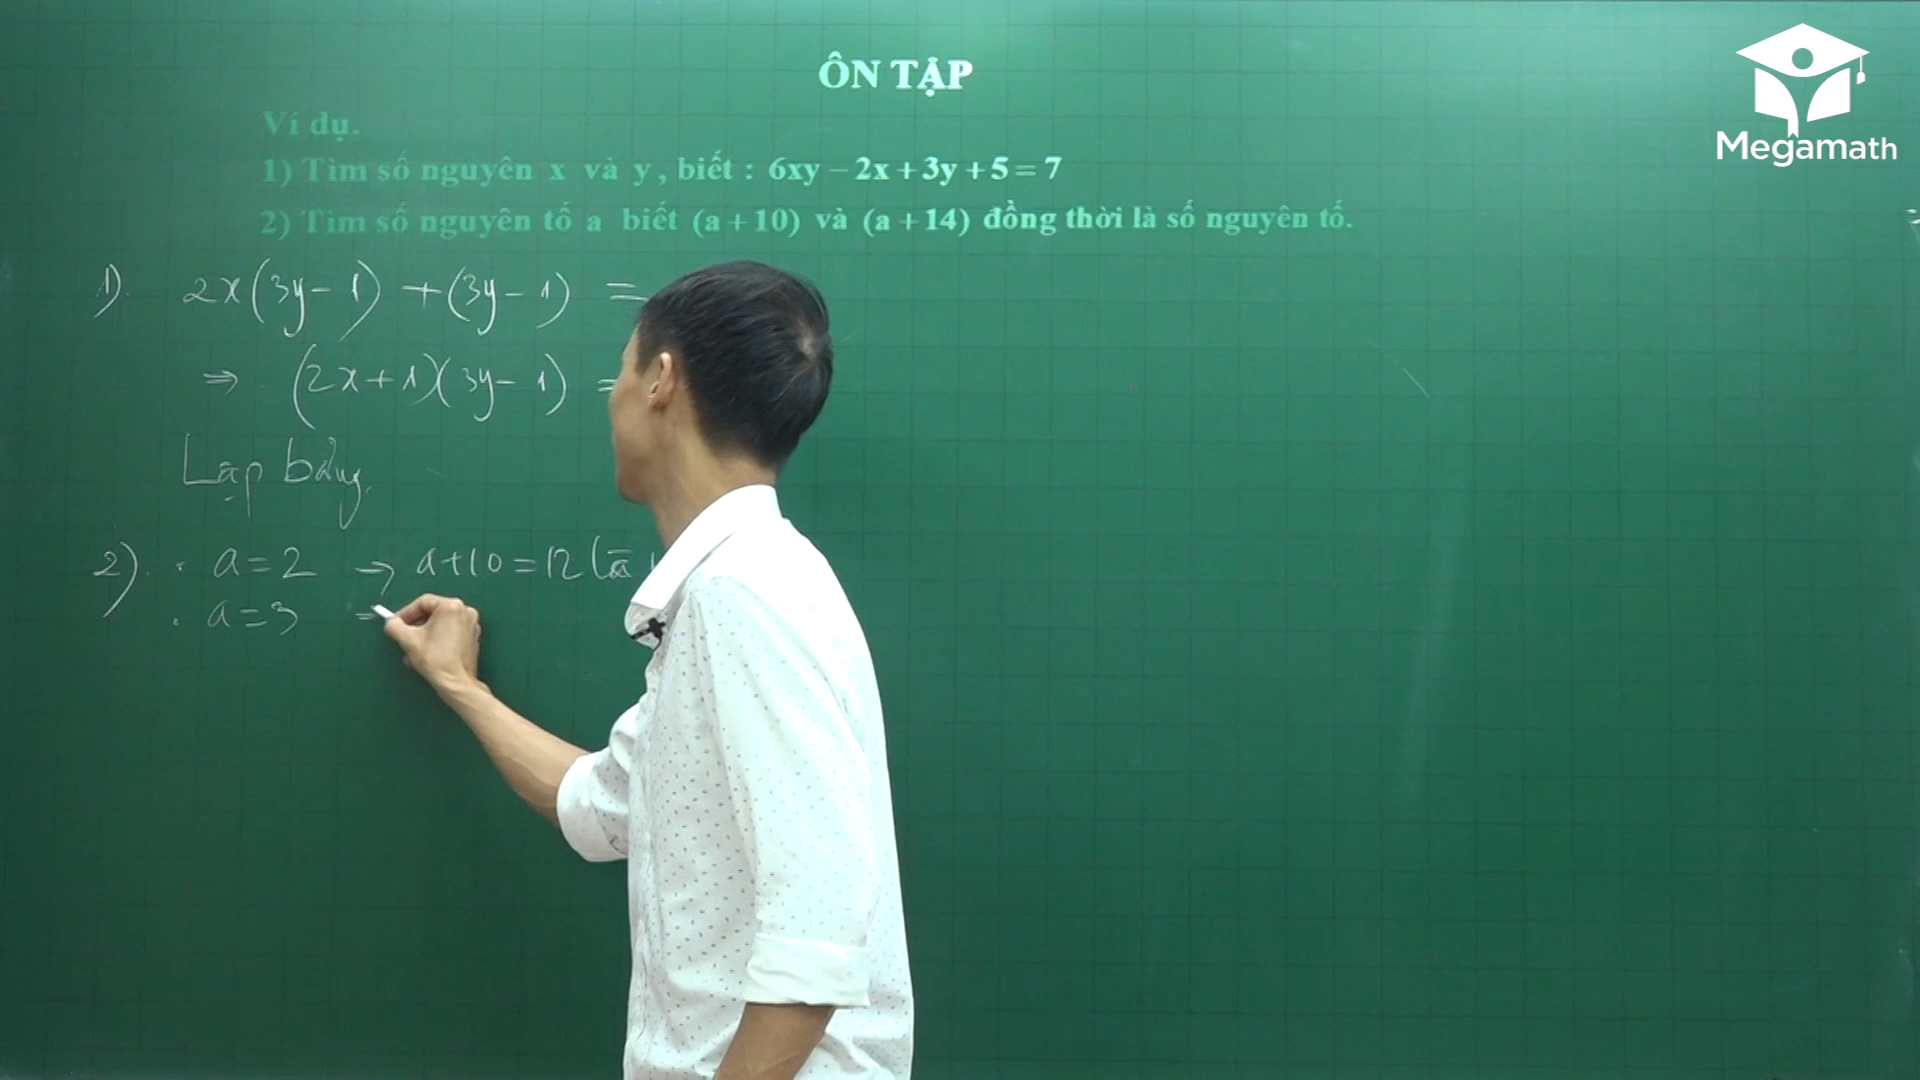 Megamath
ÔN TẬP
Ví dụ.
1) Tìm số nguyên x và y, biết : 6xy – 2x + 3y + 5 = 7
2) Tìm số nguyên tố a biết (a + 10) và (a + 14) đồng thời là số nguyên tố.
1). 2x(3y - 1) + (3y - 1) =
⇒ (2x + 1)(3y - 1) =
Lập bảng.
2). • a = 2 → a + 10 = 12 (
• a = 3